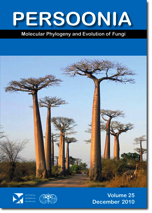 PERSOONIA
Molecular Phylogeny and Evolution of Fungi
Volume 25
December 2010